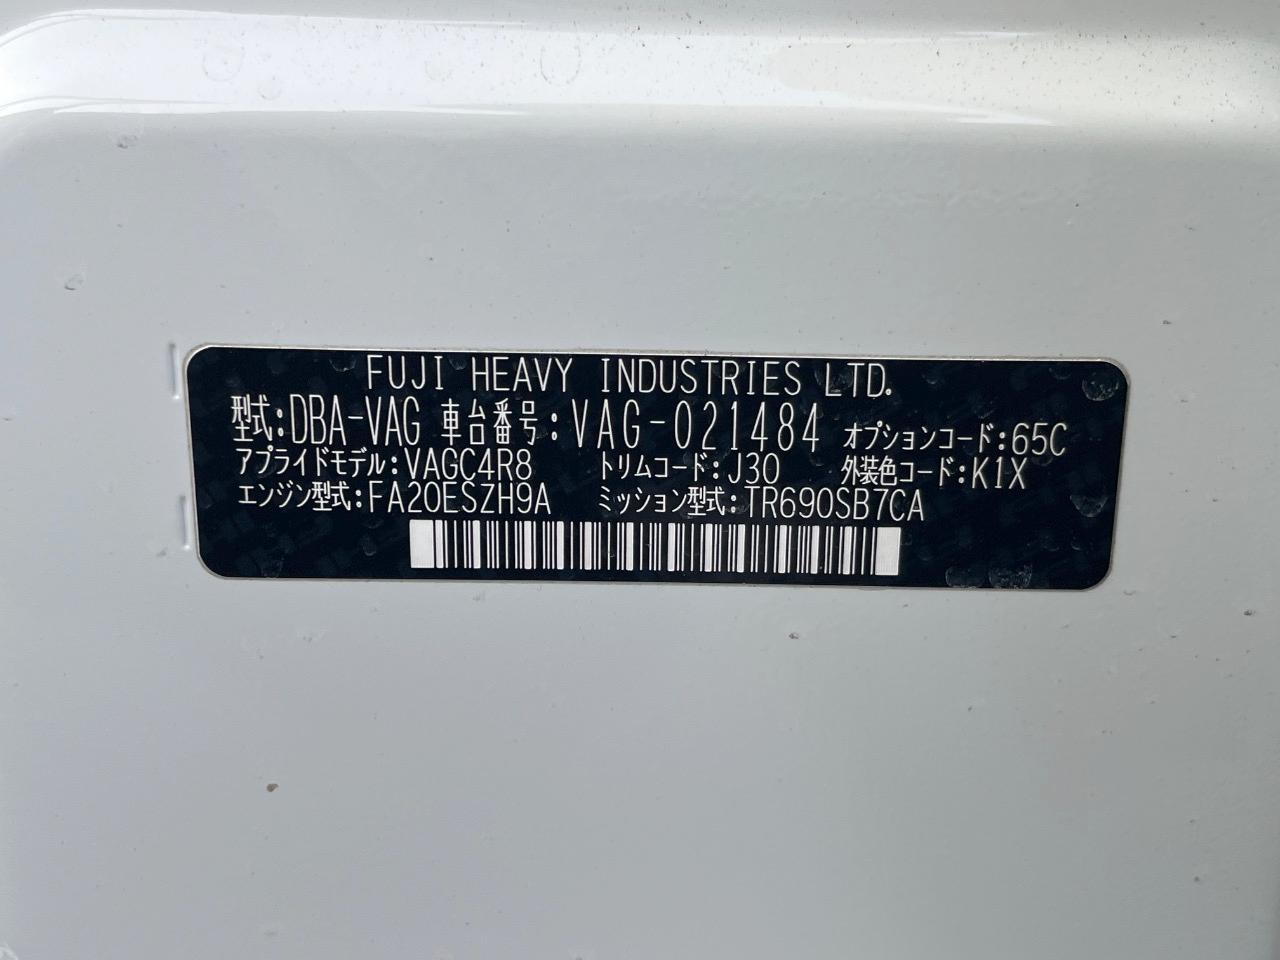 FUJI HEAVY INDUSTRIES LTD.
型式:DBA-VAG 車台番号:VAG-021484 オプションコード:65C
アプライドモデル:VAGC4R8 トリムコード:J30 外装色コード:K1X
エンジン型式:FA20ESZH9A ミッション型式:TR690SB7CA